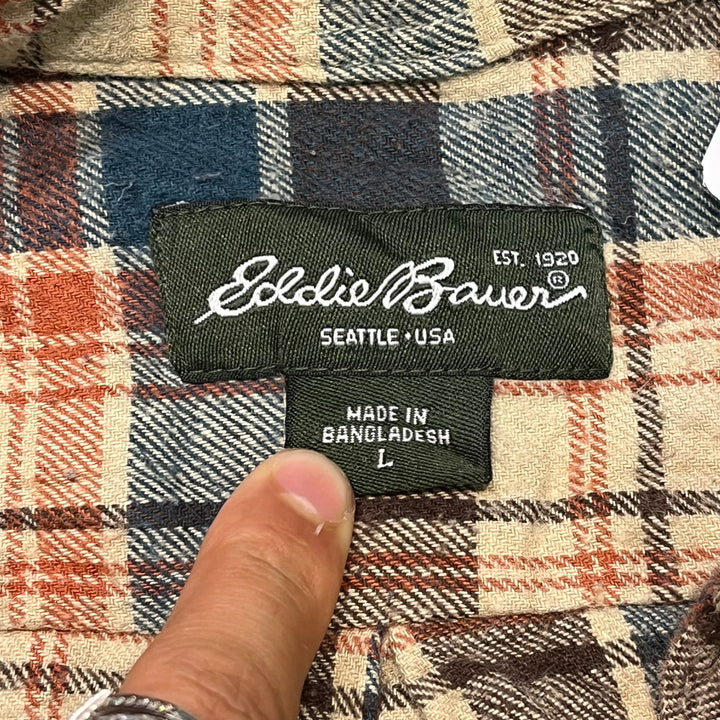 EST. 1920
Eddie Bauer ®
SEATTLE • USA
MADE IN
BANGLADESH
L